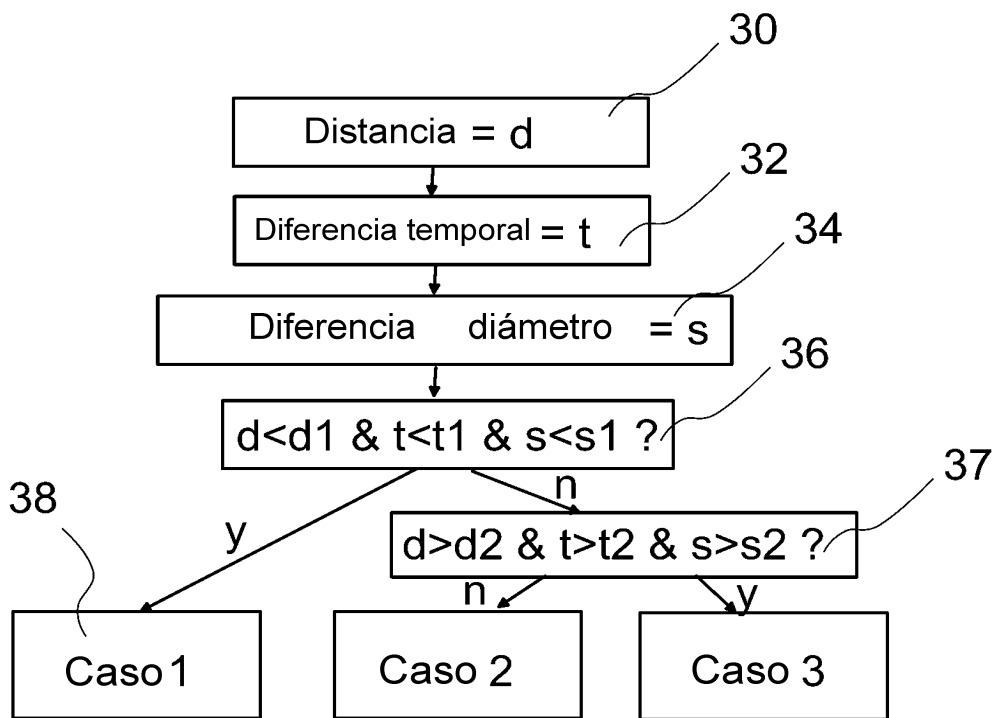 30
Distancia = d
32
Diferencia temporal = t
34
Diferencia diámetro = s
36
d<d1 & t<t1 & s<s1 ?
37
38
y
n
d>d2 & t>t2 & s>s2 ?
n
y
Caso 1
Caso 2
Caso 3